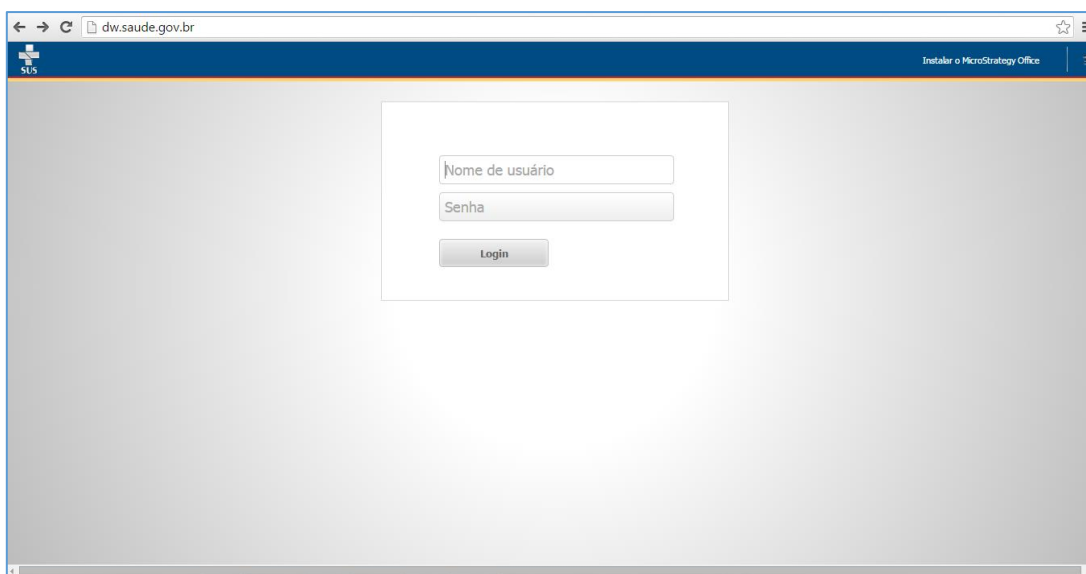 dw.saude.gov.br
SUS
Instalar o MicroStrategy Office
Nome de usuário
Senha
Login